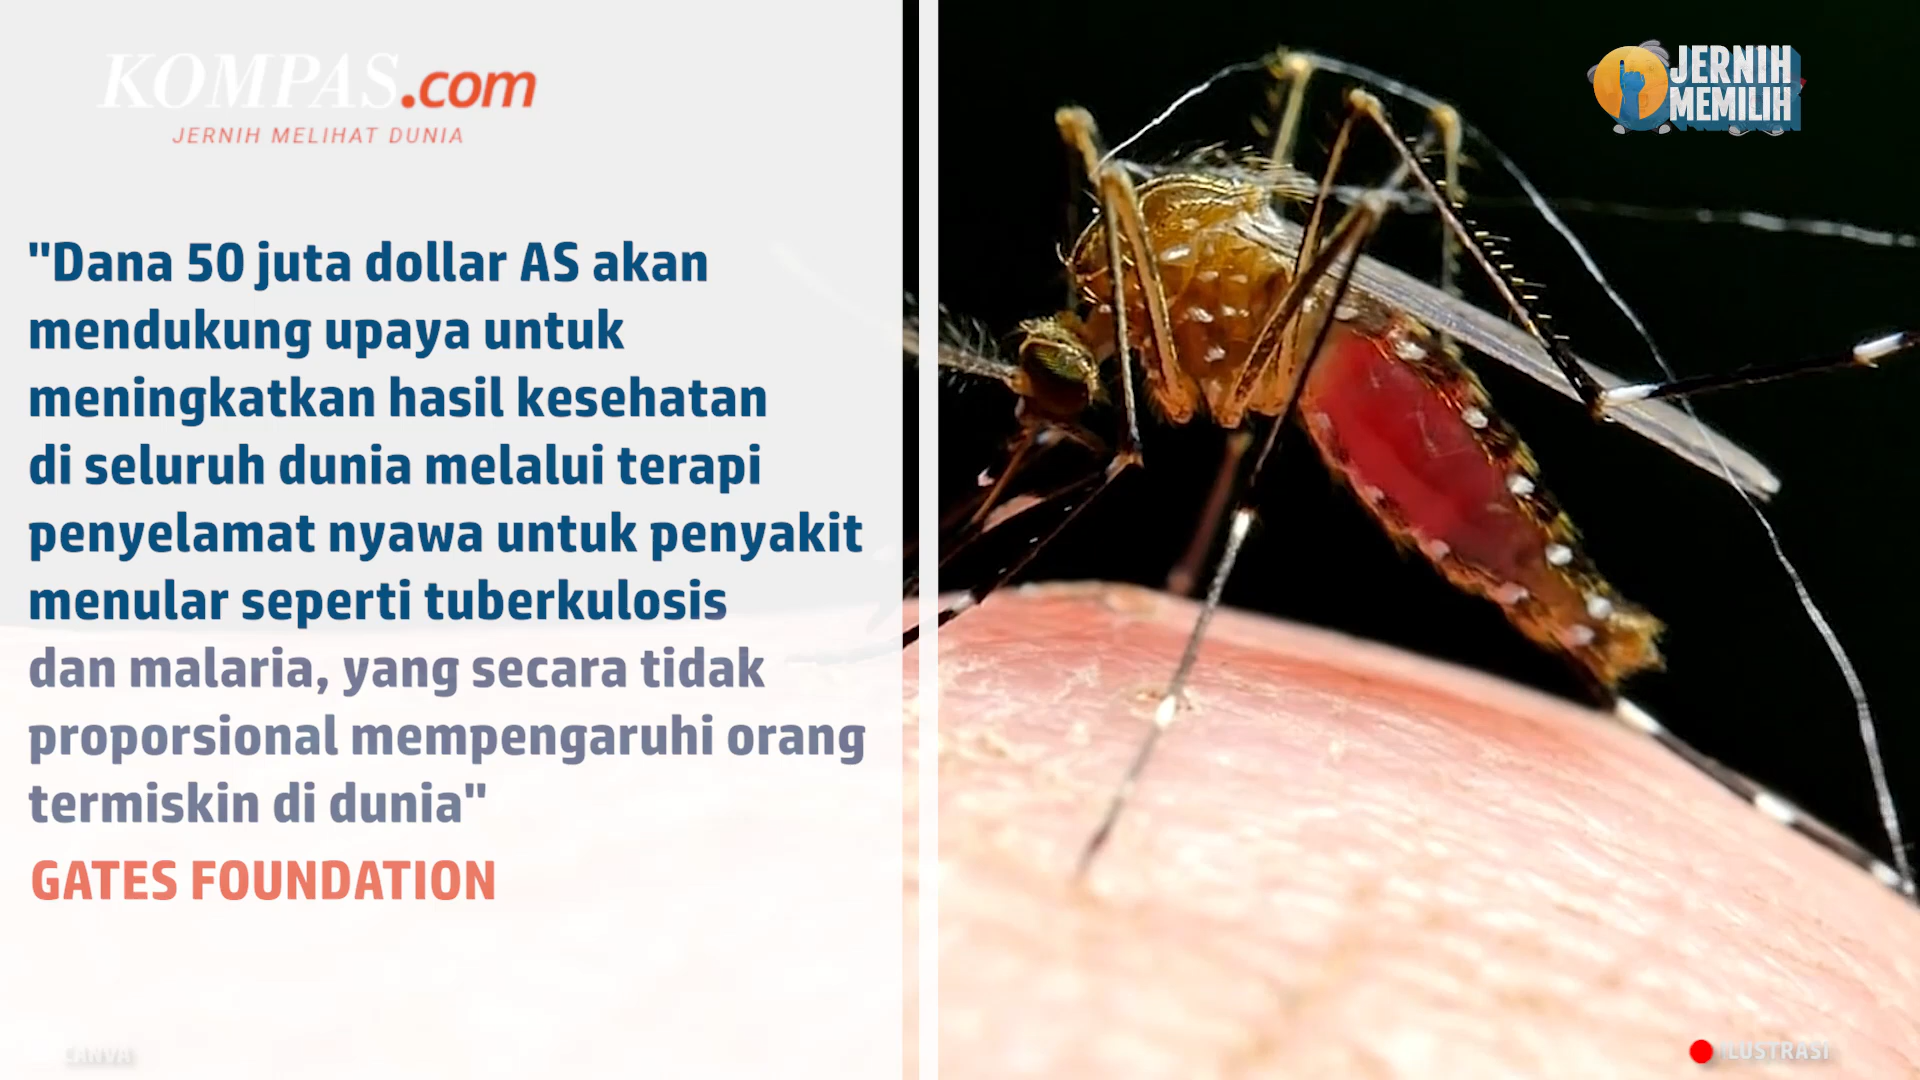 KOMPAS.com
JERNIH MELIHAT DUNIA
JERNIH
MEMILIH
"Dana 50 juta dollar AS akan
mendukung upaya untuk
meningkatkan hasil kesehatan
di seluruh dunia melalui terapi
penyelamat nyawa untuk penyakit
menular seperti tuberkulosis
dan malaria, yang secara tidak
proporsional mempengaruhi orang
termiskin di dunia"
GATES FOUNDATION
CANVA
ILUSTRASI